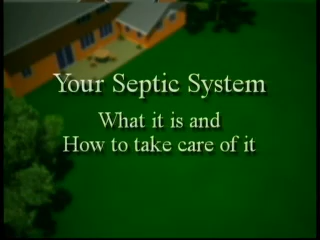 Your Septic System
What it is and
How to take care of it